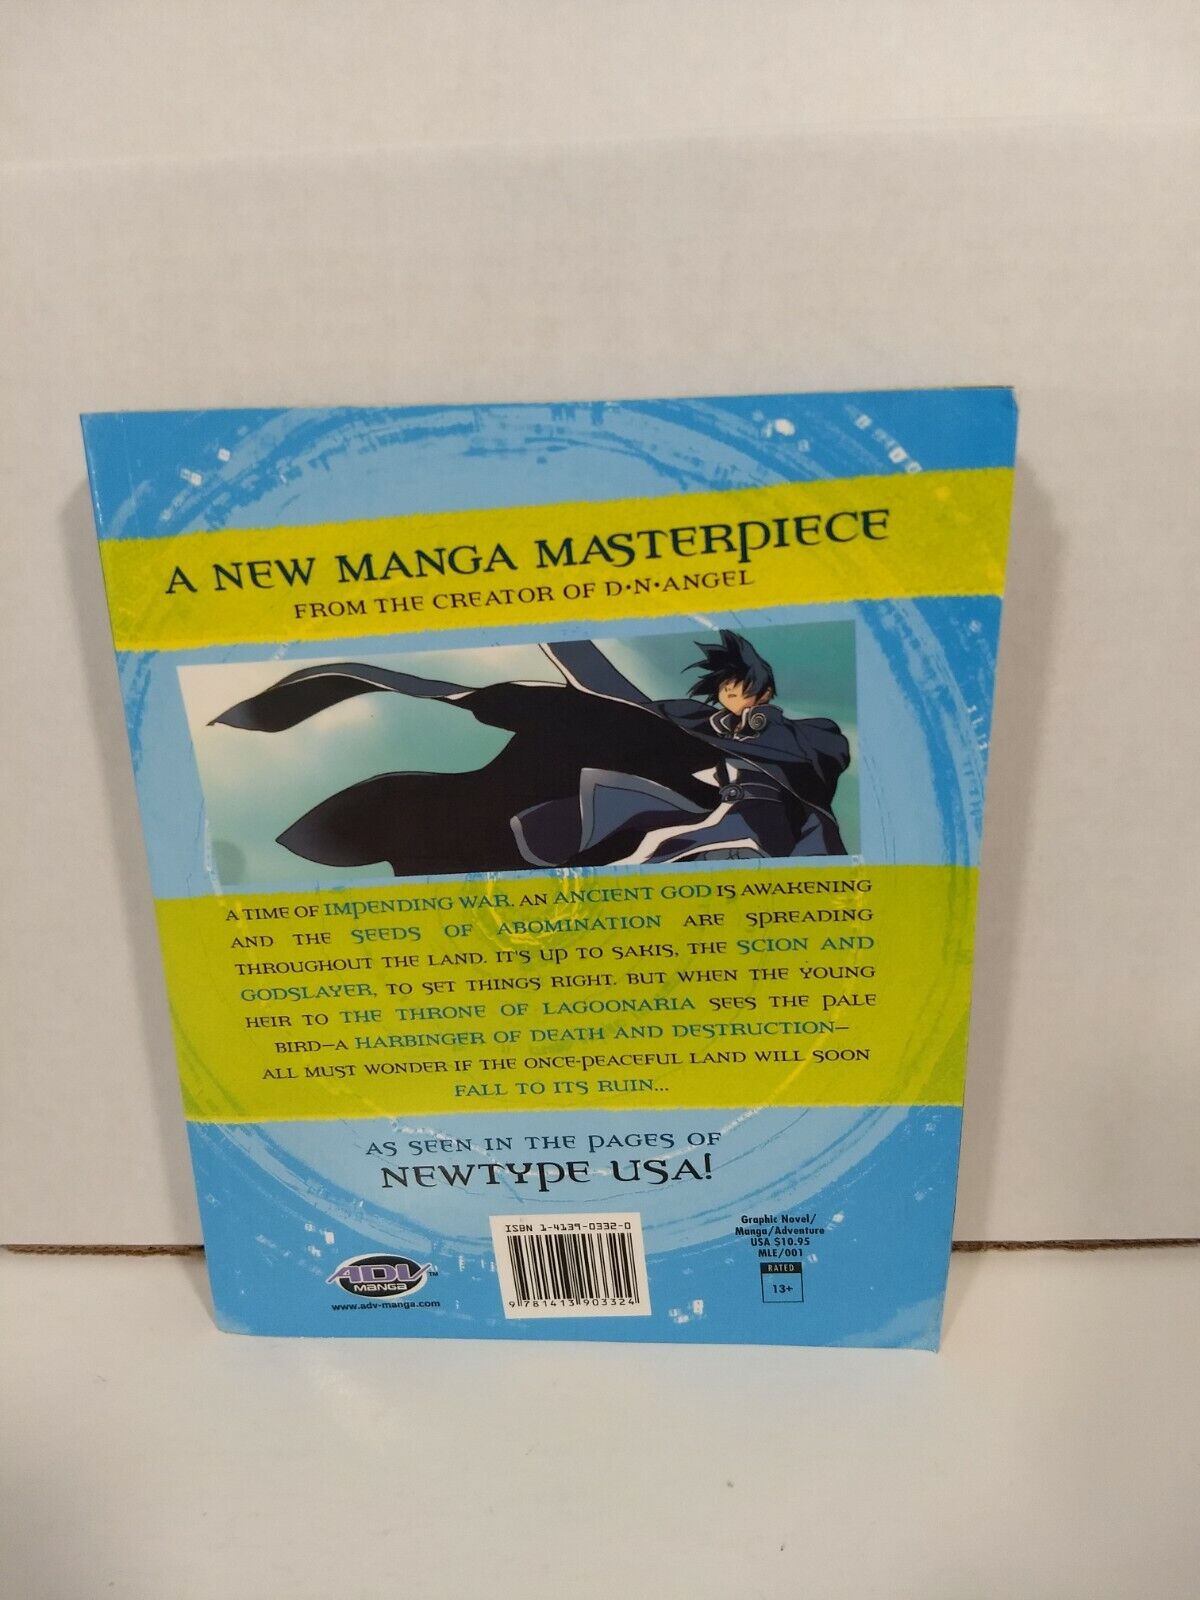 A NEW MANGA MASTERPIECE
FROM THE CREATOR OF D•N•ANGEL
A TIME OF IMPENDING WAR. AN ANCIENT GOD IS AWAKENING
AND THE SEEDS OF ABOMINATION ARE SPREADING
THROUGHOUT THE LAND. IT'S UP TO SAKIS, THE SCION AND
GODSLAYER, TO SET THINGS RIGHT. BUT WHEN THE YOUNG
HEIR TO THE THRONE OF LAGOONARIA SEES THE PALE
BIRD—A HARBINGER OF DEATH AND DESTRUCTION—
ALL MUST WONDER IF THE ONCE-PEACEFUL LAND WILL SOON
FALL TO ITS RUIN...
AS SEEN IN THE PAGES OF
NEWTYPE USA!
ADV™
MANGA
www.adv-manga.com
ISBN 1-4139-0332-0
9 781413 903324
Graphic Novel/
Manga/Adventure
USA $10.95
MLE/001
RATED
13+